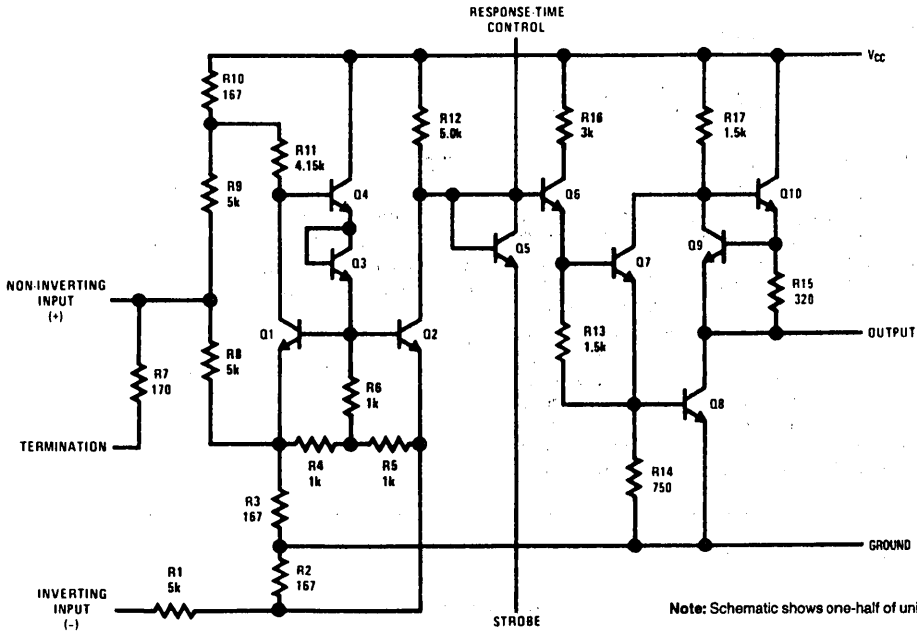 RESPONSE-TIME
CONTROL
VCC
R10
167
R12
5.0k
R16
3k
R17
1.5k
R11
4.15k
Q4
Q6
Q10
R9
5k
Q3
Q5
Q7
Q9
NON-INVERTING
INPUT
(+)
R15
320
Q1
Q2
R13
1.5k
OUTPUT
R8
5k
R7
170
R6
1k
Q8
TERMINATION
R4
1k
R5
1k
R14
750
R3
167
GROUND
R1
5k
R2
167
INVERTING
INPUT
(-)
STROBE
Note: Schematic shows one-half of uni